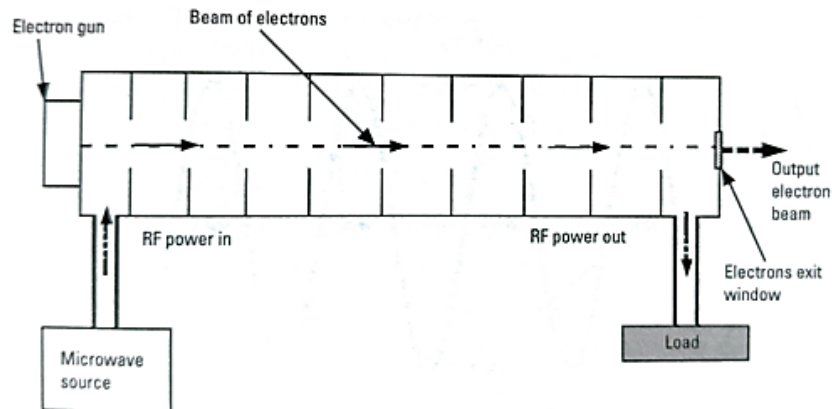 Electron gun
Beam of electrons
Output
electron
beam
RF power in
RF power out
Electrons exit
window
Microwave
source
Load